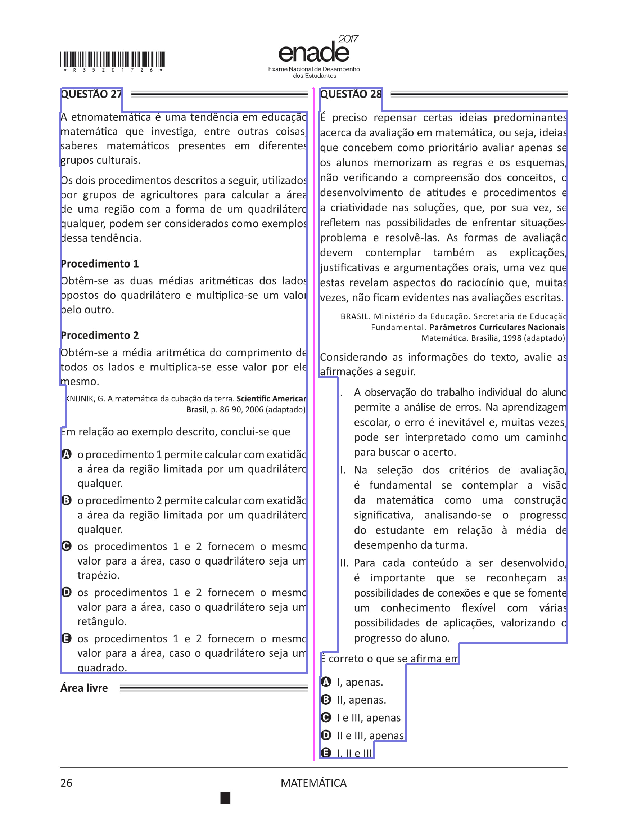 *R3320172 6*
enade
2017
Exame Nacional de Desempenho
dos Estudantes
QUESTÃO 27
A etnomatemática é uma tendência em educação
matemática que investiga, entre outras coisas,
saberes matemáticos presentes em diferentes
grupos culturais.
Os dois procedimentos descritos a seguir, utilizados
por grupos de agricultores para calcular a área
de uma região com a forma de um quadrilátero
qualquer, podem ser considerados como exemplos
dessa tendência.
Procedimento 1
Obtêm-se as duas médias aritméticas dos lados
opostos do quadrilátero e multiplica-se um valor
pelo outro.
Procedimento 2
Obtém-se a média aritmética do comprimento de
todos os lados e multiplica-se esse valor por ele
mesmo.
KNIJNIK, G. A matemática da cubação da terra. Scientific American
Brasil, p. 86-90, 2006 (adaptado).
Em relação ao exemplo descrito, conclui-se que
A o procedimento 1 permite calcular com exatidão
a área da região limitada por um quadrilátero
qualquer.
B o procedimento 2 permite calcular com exatidão
a área da região limitada por um quadrilátero
qualquer.
C os procedimentos 1 e 2 fornecem o mesmo
valor para a área, caso o quadrilátero seja um
trapézio.
D os procedimentos 1 e 2 fornecem o mesmo
valor para a área, caso o quadrilátero seja um
retângulo.
E os procedimentos 1 e 2 fornecem o mesmo
valor para a área, caso o quadrilátero seja um
quadrado.
Área livre
QUESTÃO 28
É preciso repensar certas ideias predominantes
acerca da avaliação em matemática, ou seja, ideias
que concebem como prioritário avaliar apenas se
os alunos memorizam as regras e os esquemas,
não verificando a compreensão dos conceitos, o
desenvolvimento de atitudes e procedimentos e
a criatividade nas soluções, que, por sua vez, se
refletem nas possibilidades de enfrentar situações-
problema e resolvê-las. As formas de avaliação
devem contemplar também as explicações,
justificativas e argumentações orais, uma vez que
estas revelam aspectos do raciocínio que, muitas
vezes, não ficam evidentes nas avaliações escritas.
BRASIL. Ministério da Educação. Secretaria de Educação
Fundamental. Parâmetros Curriculares Nacionais:
Matemática. Brasília, 1998 (adaptado).
Considerando as informações do texto, avalie as
afirmações a seguir.
I. A observação do trabalho individual do aluno
permite a análise de erros. Na aprendizagem
escolar, o erro é inevitável e, muitas vezes,
pode ser interpretado como um caminho
para buscar o acerto.
II. Na seleção dos critérios de avaliação,
é fundamental se contemplar a visão
da matemática como uma construção
significativa, analisando-se o progresso
do estudante em relação à média de
desempenho da turma.
III. Para cada conteúdo a ser desenvolvido,
é importante que se reconheçam as
possibilidades de conexões e que se fomente
um conhecimento flexível com várias
possibilidades de aplicações, valorizando o
progresso do aluno.
É correto o que se afirma em
A I, apenas.
B II, apenas.
C I e III, apenas.
D II e III, apenas.
E I, II e III.
26
MATEMÁTICA